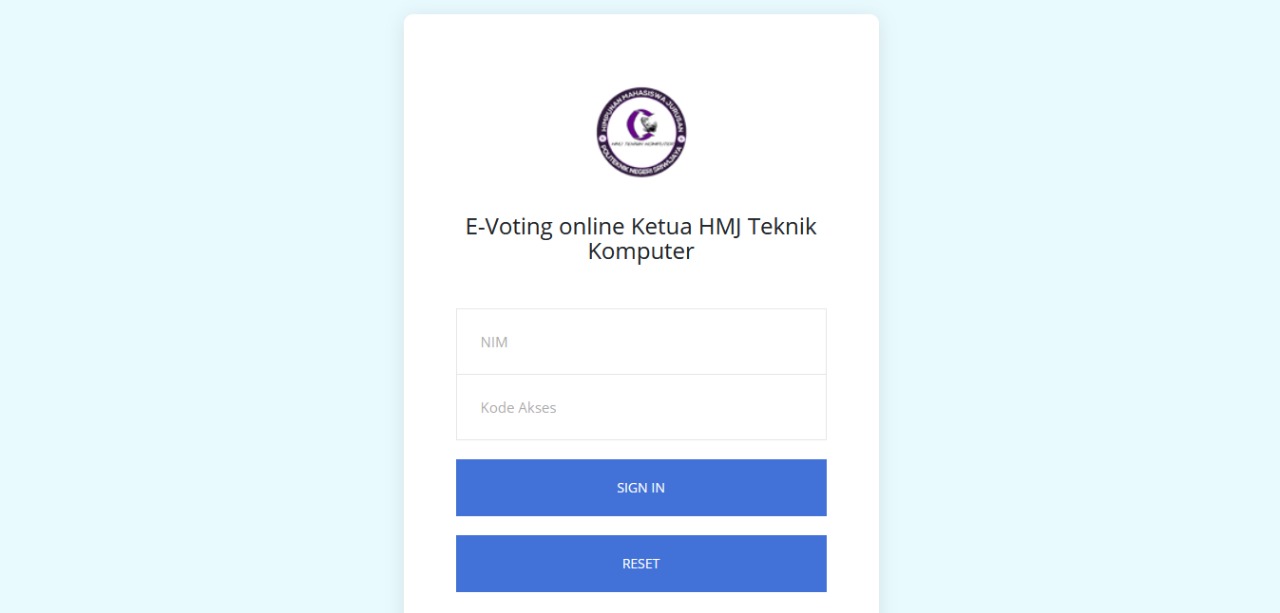 HIMPUNAN MAHASISWA JURUSAN
HMJ TEKNIK KOMPUTER
POLITEKNIK NEGERI SRIWIJAYA
E-Voting online Ketua HMJ Teknik
Komputer
NIM
Kode Akses
SIGN IN
RESET